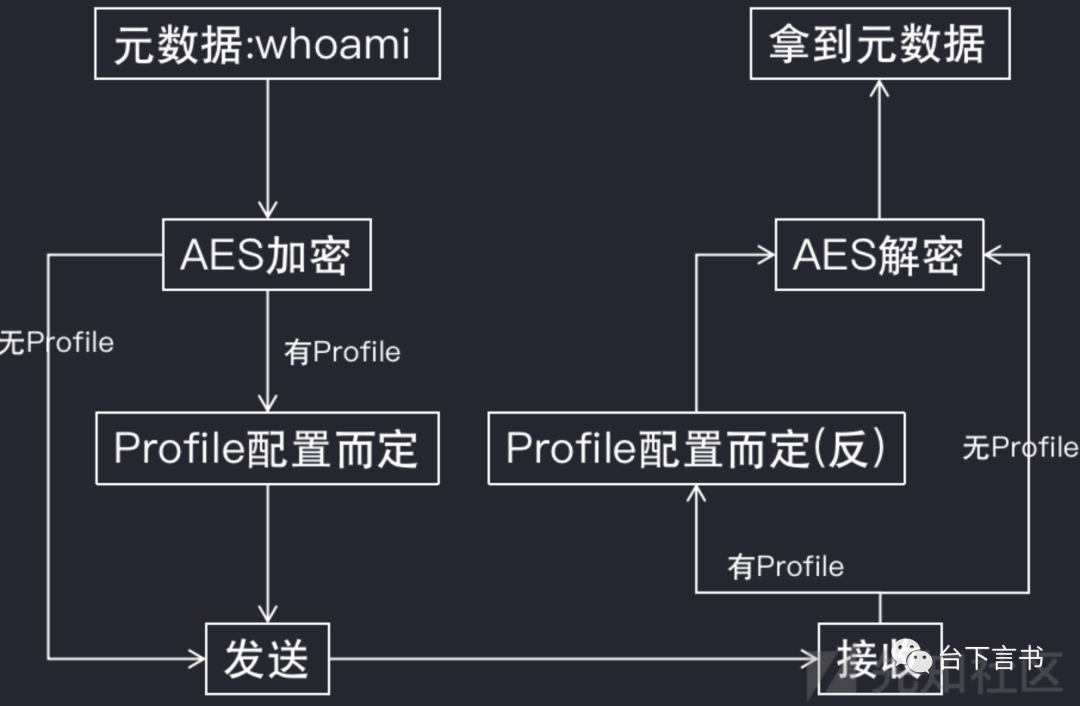 元数据:whoami
拿到元数据
AES加密
AES解密
无Profile
有Profile
Profile配置而定
Profile配置而定(反)
无Profile
有Profile
发送
接收
台下言书
先知社区